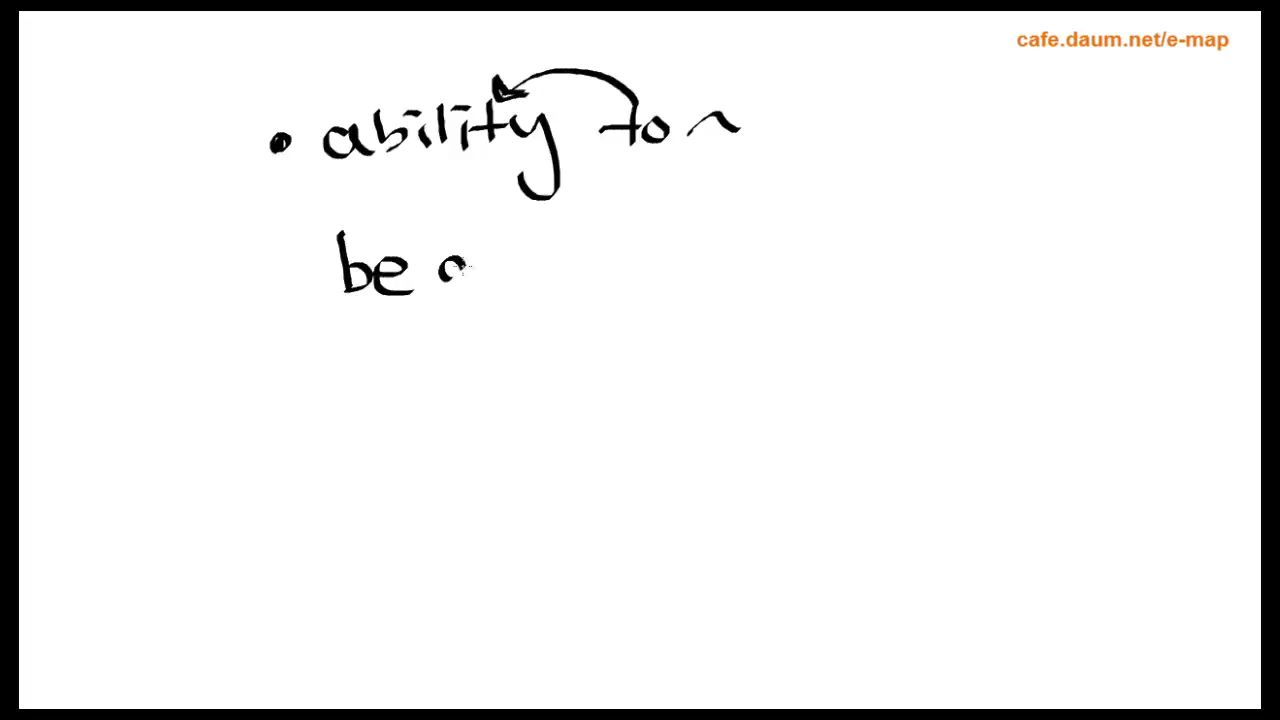 cafe.daum.net/e-map
• ability to ~
be